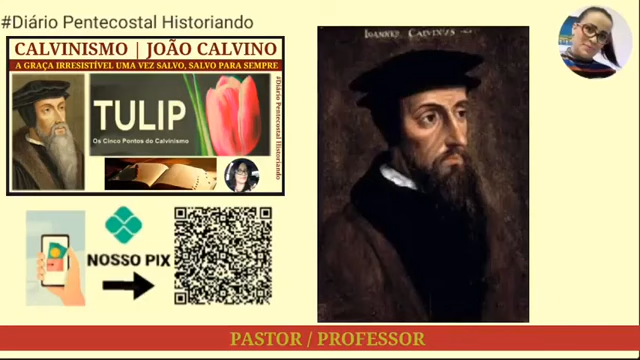 #Diário Pentecostal Historiando
CALVINISMO | JOÃO CALVINO
A GRAÇA IRRESISTÍVEL UMA VEZ SALVO, SALVO PARA SEMPRE
TULIP
Os Cinco Pontos do Calvinismo
#Diário Pentecostal Historiando
NOSSO PIX
IOANNES CALVINUS
PASTOR / PROFESSOR